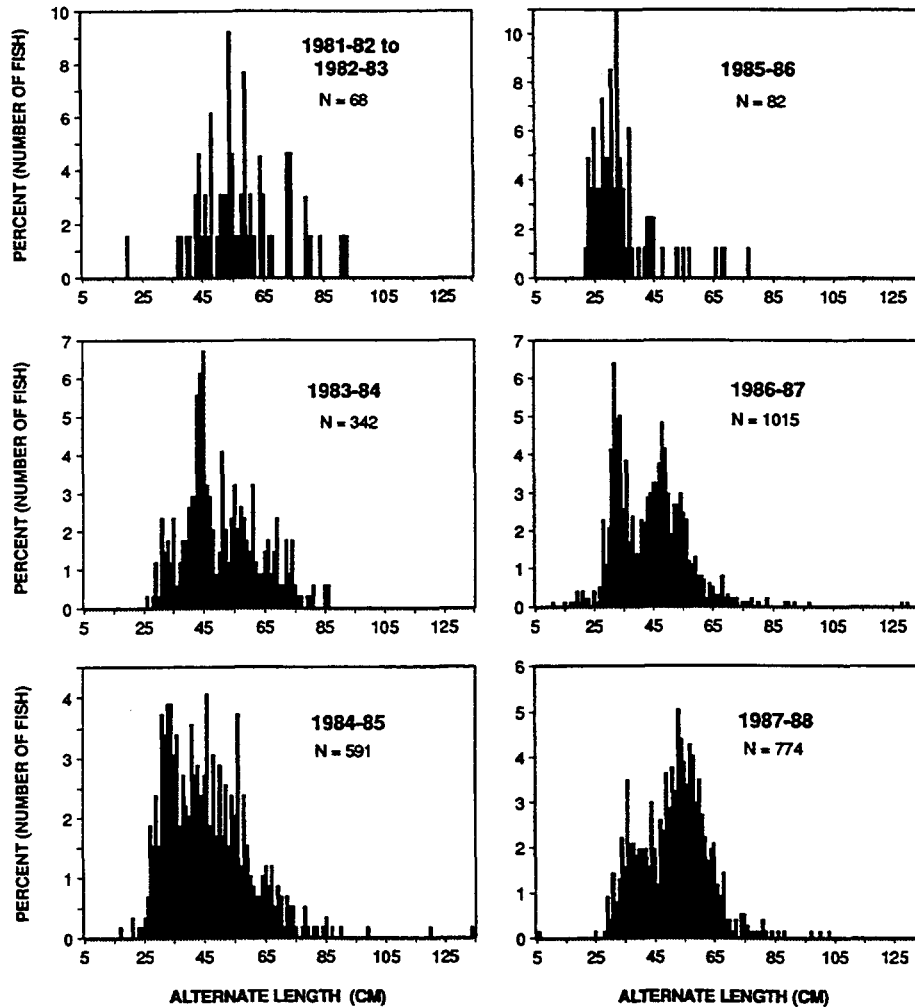 PERCENT (NUMBER OF FISH)
10
8
6
4
2
0
1981-82 to
1982-83
N = 68
5 25 45 65 85 105 125
10
8
6
4
2
0
1985-86
N = 82
5 25 45 65 85 105 125
PERCENT (NUMBER OF FISH)
7
6
5
4
3
2
1
0
1983-84
N = 342
5 25 45 65 85 105 125
7
6
5
4
3
2
1
0
1986-87
N = 1015
5 25 45 65 85 105 125
PERCENT (NUMBER OF FISH)
4
3
2
1
0
1984-85
N = 591
5 25 45 65 85 105 125
ALTERNATE LENGTH (CM)
6
5
4
3
2
1
0
1987-88
N = 774
5 25 45 65 85 105 125
ALTERNATE LENGTH (CM)